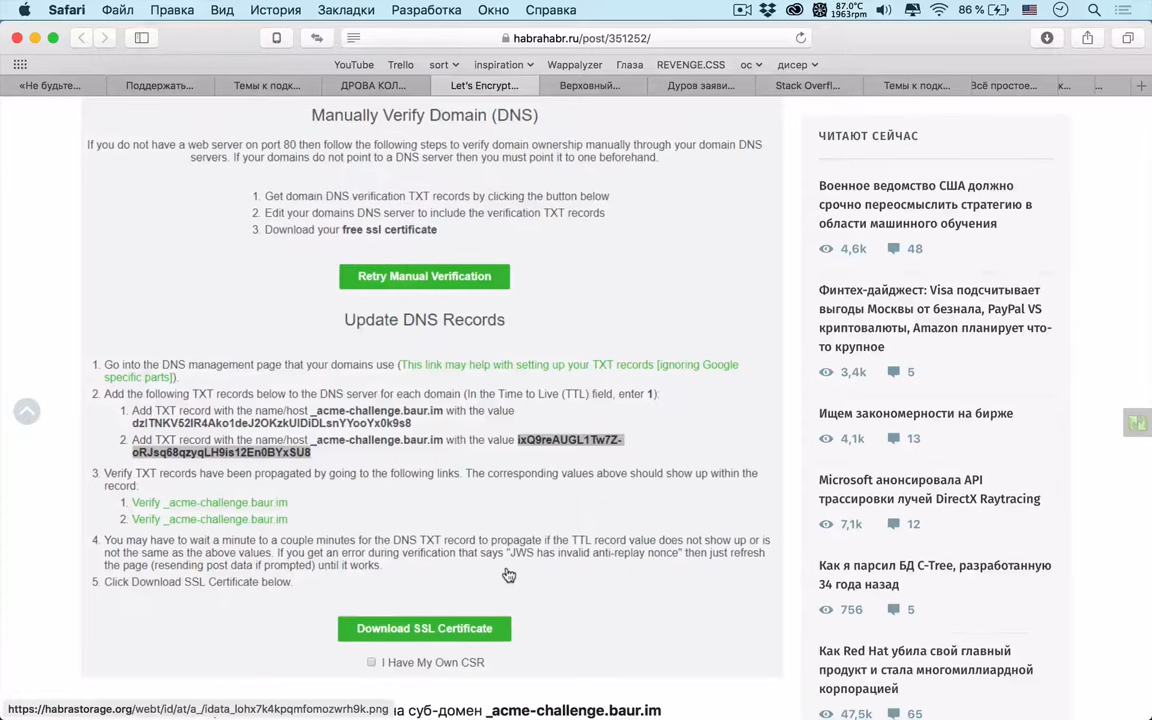 Safari Файл Правка Вид История Закладки Разработка Окно Справка
87.0°C
1963rpm
86 %
habrahabr.ru/post/351252/
YouTube Trello sort inspiration Wappalyzer Глаза REVENGE.CSS ос дисер
«Не будьте... Поддержать... Темы к подк... ДРОВА КОЛ... Let's Encrypt... Верховный... Дуров заяви... Stack Overfl... Темы к подк... Всё простое... к... ...
Manually Verify Domain (DNS)
If you do not have a web server on port 80 then follow the following steps to verify domain ownership manually through your domain DNS
servers. If your domains do not point to a DNS server then you must point it to one beforehand.
1. Get domain DNS verification TXT records by clicking the button below
2. Edit your domains DNS server to include the verification TXT records
3. Download your free ssl certificate
Retry Manual Verification
Update DNS Records
1. Go into the DNS management page that your domains use (This link may help with setting up your TXT records [ignoring Google
specific parts]).
2. Add the following TXT records below to the DNS server for each domain (In the Time to Live (TTL) field, enter 1):
1. Add TXT record with the name/host _acme-challenge.baur.im with the value
dzITNKV52IR4Ako1deJ2OKzkUIDiDLsnYYooYx0k9s8
2. Add TXT record with the name/host _acme-challenge.baur.im with the value ixQ9reAUGL1Tw7Z-
oRJsq68qzyqLH9is12En0BYxSU8
3. Verify TXT records have been propagated by going to the following links. The corresponding values above should show up within the
record:
1. Verify _acme-challenge.baur.im
2. Verify _acme-challenge.baur.im
4. You may have to wait a minute to a couple minutes for the DNS TXT record to propagate if the TTL record value does not show up or is
not the same as the above values. If you get an error during verification that says "JWS has invalid anti-replay nonce" then just refresh
the page (resending post data if prompted) until it works.
5. Click Download SSL Certificate below.
Download SSL Certificate
I Have My Own CSR
https://habrastorage.org/webt/id/at/a_/idata_lohx7k4kpqmfomozwrh9k.png
на суб-домен _acme-challenge.baur.im
ЧИТАЮТ СЕЙЧАС
Военное ведомство США должно
срочно переосмыслить стратегию в
области машинного обучения
4,6k 48
Финтех-дайджест: Visa подсчитывает
выгоды Москвы от безнала, PayPal VS
криптовалюты, Amazon планирует что-
то крупное
3,4k 5
Ищем закономерности на бирже
4,1k 13
Microsoft анонсировала API
трассировки лучей DirectX Raytracing
7,1k 12
Как я парсил БД C-Tree, разработанную
34 года назад
756 5
Как Red Hat убила свой главный
продукт и стала многомиллиардной
корпорацией
47,5k 65